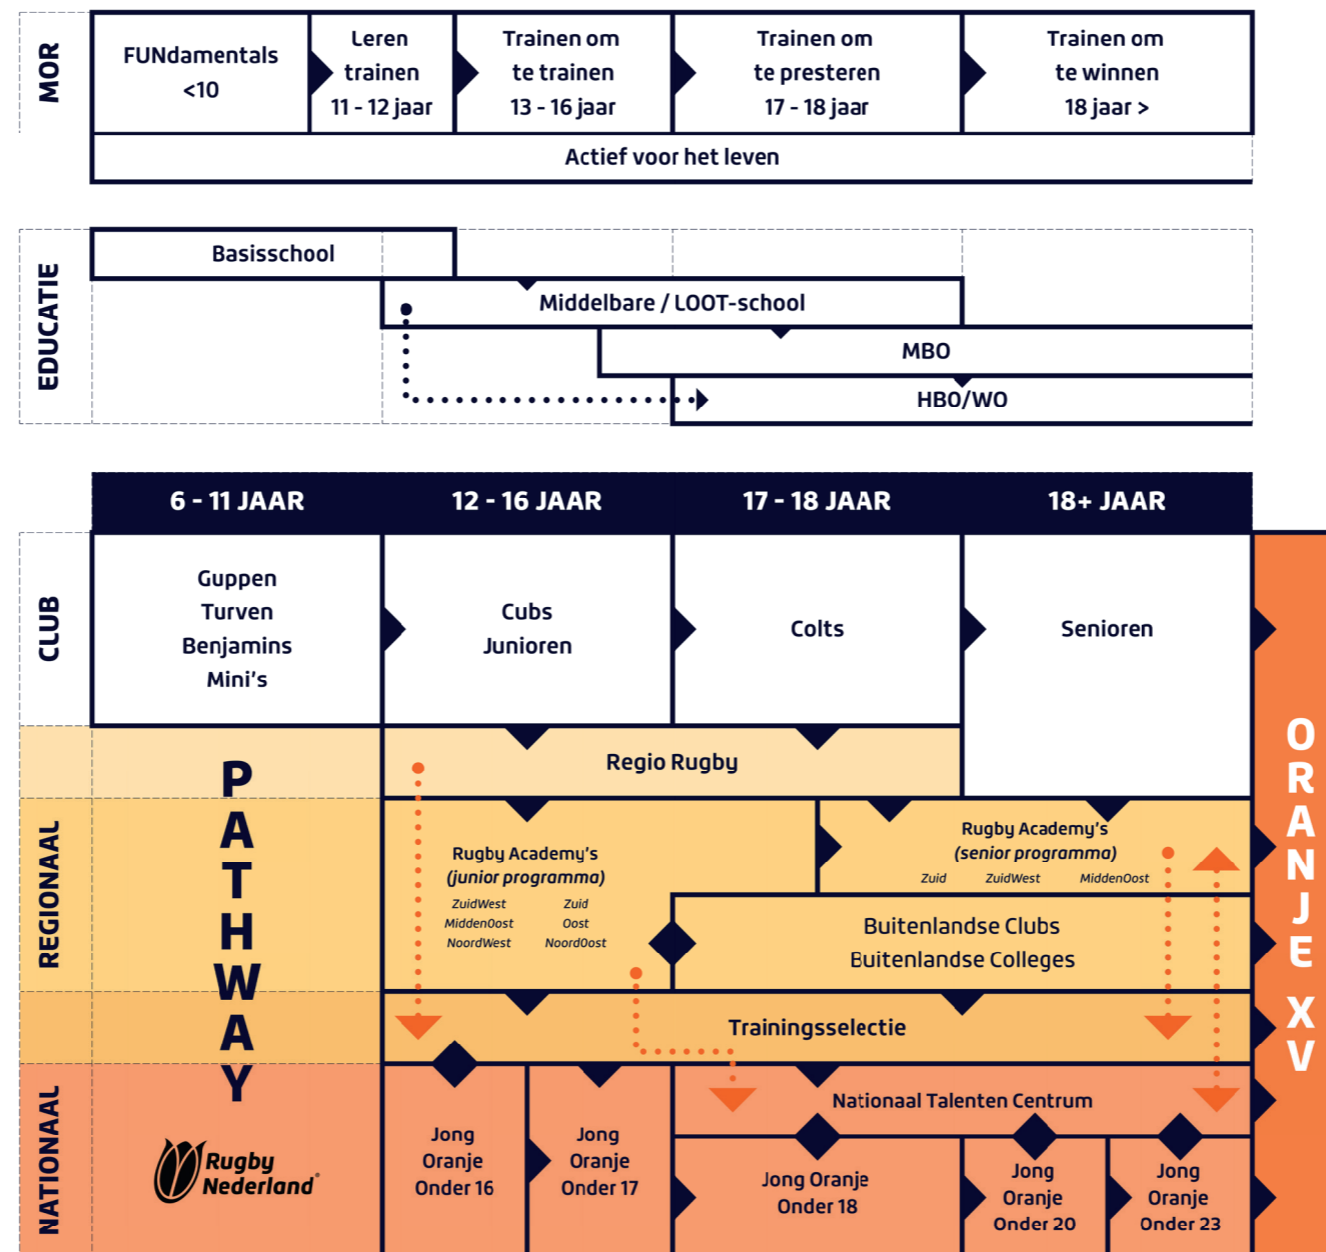 MOR
FUNdamentals
<10
Leren
trainen
11 - 12 jaar
Trainen om
te trainen
13 - 16 jaar
Trainen om
te presteren
17 - 18 jaar
Trainen om
te winnen
18 jaar >
Actief voor het leven
EDUCATIE
Basisschool
Middelbare / LOOT-school
MBO
HBO/WO
6 - 11 JAAR
12 - 16 JAAR
17 - 18 JAAR
18+ JAAR
CLUB
Guppen
Turven
Benjamins
Mini's
Cubs
Junioren
Colts
Senioren
ORANJE XV
PATHWAY
Regio Rugby
REGIONAAL
Rugby Academy's
(junior programma)
ZuidWest Zuid
MiddenOost Oost
NoordWest NoordOost
Rugby Academy's
(senior programma)
Zuid ZuidWest MiddenOost
Buitenlandse Clubs
Buitenlandse Colleges
Trainingsselectie
NATIONAAL
Rugby
Nederland®
Jong
Oranje
Onder 16
Jong
Oranje
Onder 17
Nationaal Talenten Centrum
Jong Oranje
Onder 18
Jong
Oranje
Onder 20
Jong
Oranje
Onder 23